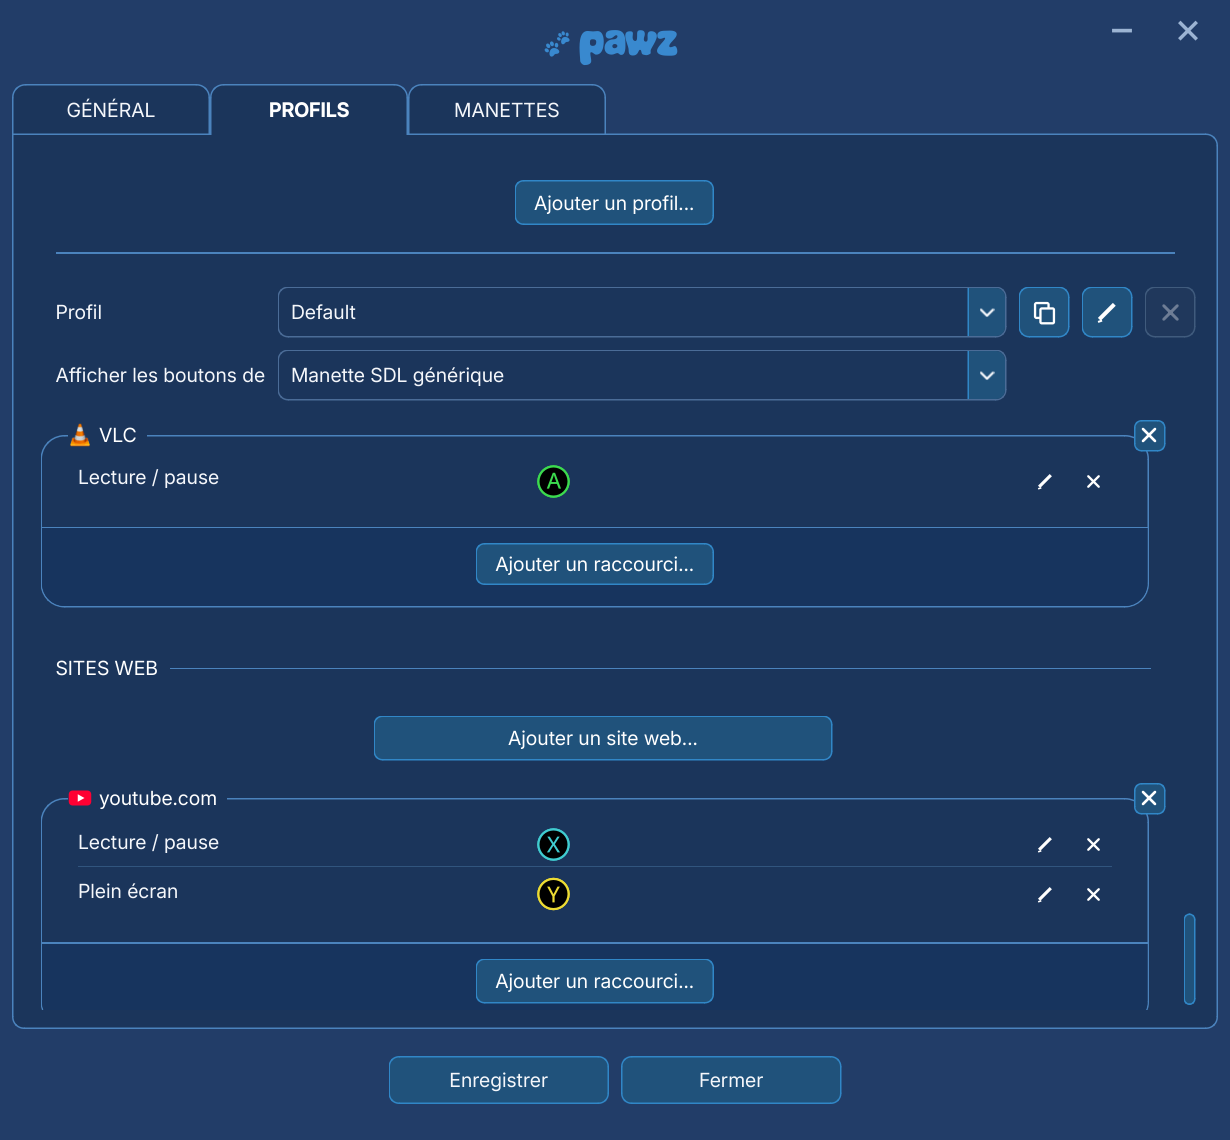 pawz
GÉNÉRAL
PROFILS
MANETTES
Ajouter un profil...
Profil
Default
Afficher les boutons de
Manette SDL générique
VLC
Lecture / pause
A
Ajouter un raccourci...
SITES WEB
Ajouter un site web...
youtube.com
Lecture / pause
X
Plein écran
Y
Ajouter un raccourci...
Enregistrer
Fermer